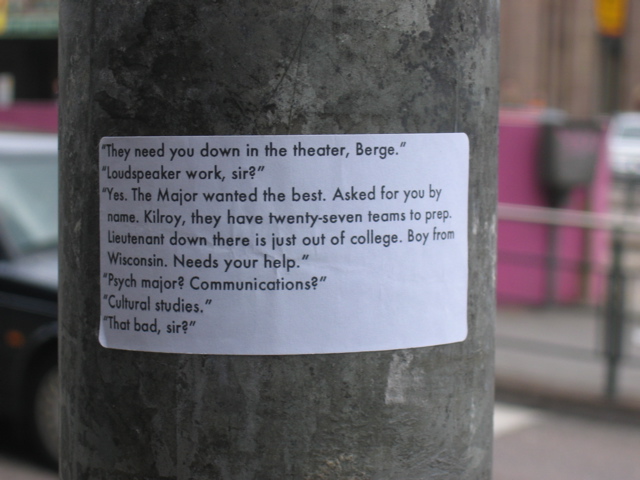 “They need you down in the theater, Berge.”
“Loudspeaker work, sir?”
“Yes. The Major wanted the best. Asked for you by
name. Kilroy, they have twenty-seven teams to prep.
Lieutenant down there is just out of college. Boy from
Wisconsin. Needs your help.”
“Psych major? Communications?”
“Cultural studies.”
“That bad, sir?”